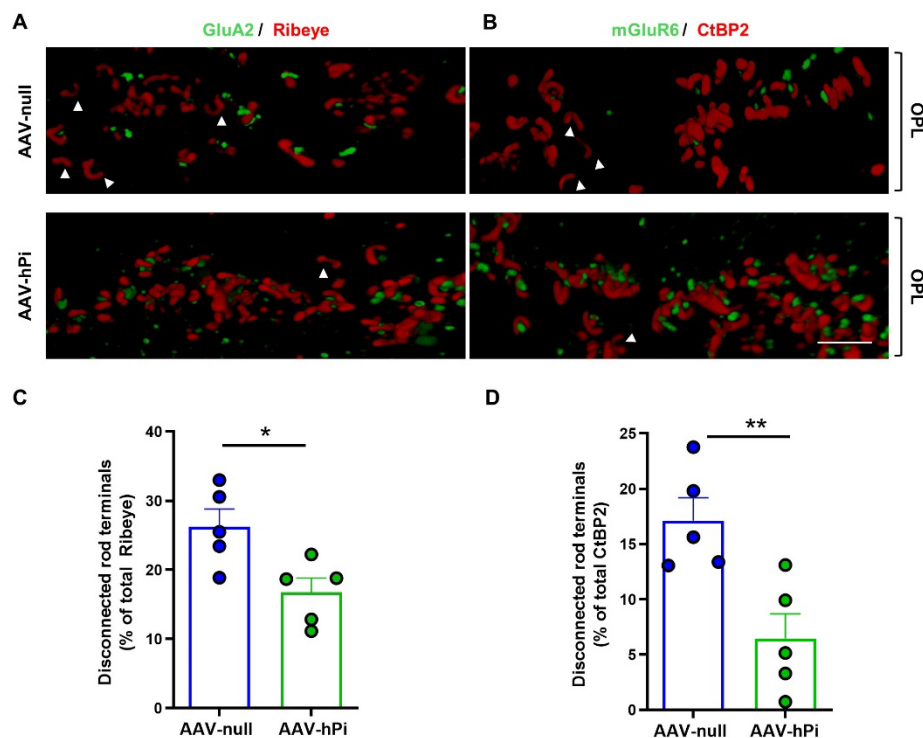 A
GluA2 / Ribeye
B
mGluR6 / CtBP2
AAV-null
OPL
AAV-hPi
OPL
C
Disconnected rod terminals
(% of total Ribeye)
40
30
20
10
0
*
AAV-null
AAV-hPi
D
Disconnected rod terminals
(% of total CtBP2)
25
20
15
10
5
0
**
AAV-null
AAV-hPi